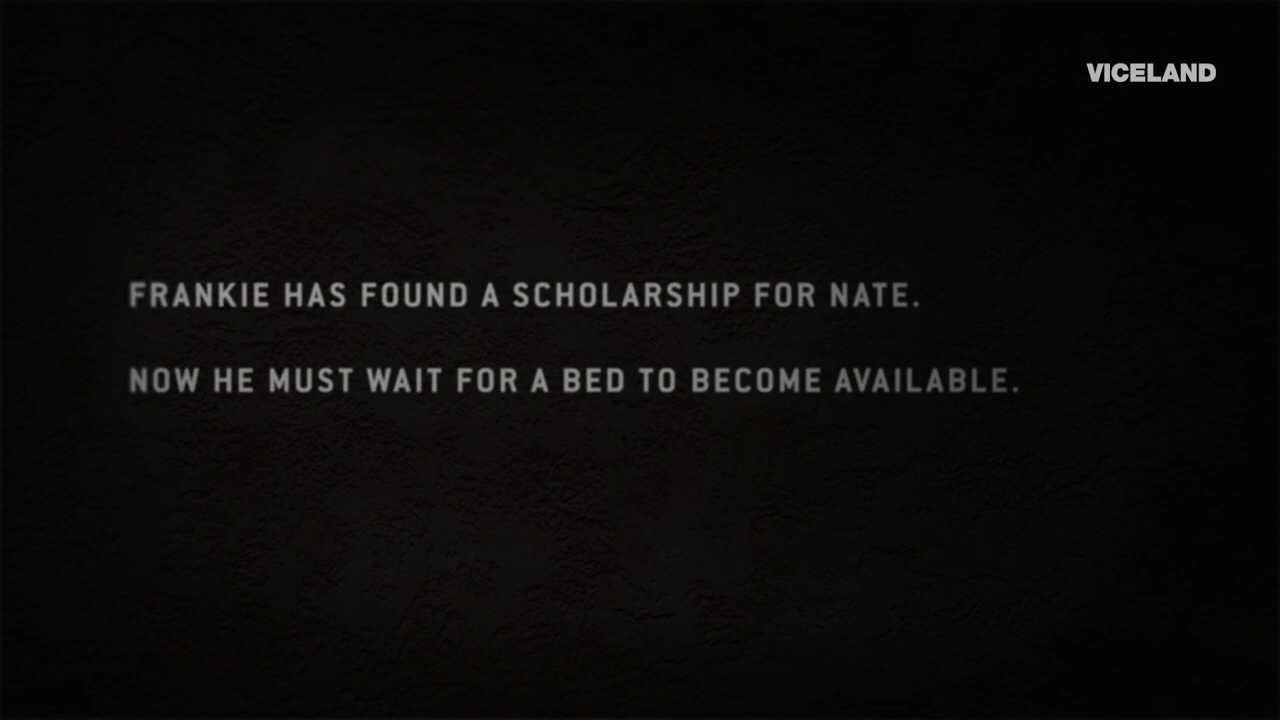 VICELAND
FRANKIE HAS FOUND A SCHOLARSHIP FOR NATE.
NOW HE MUST WAIT FOR A BED TO BECOME AVAILABLE.